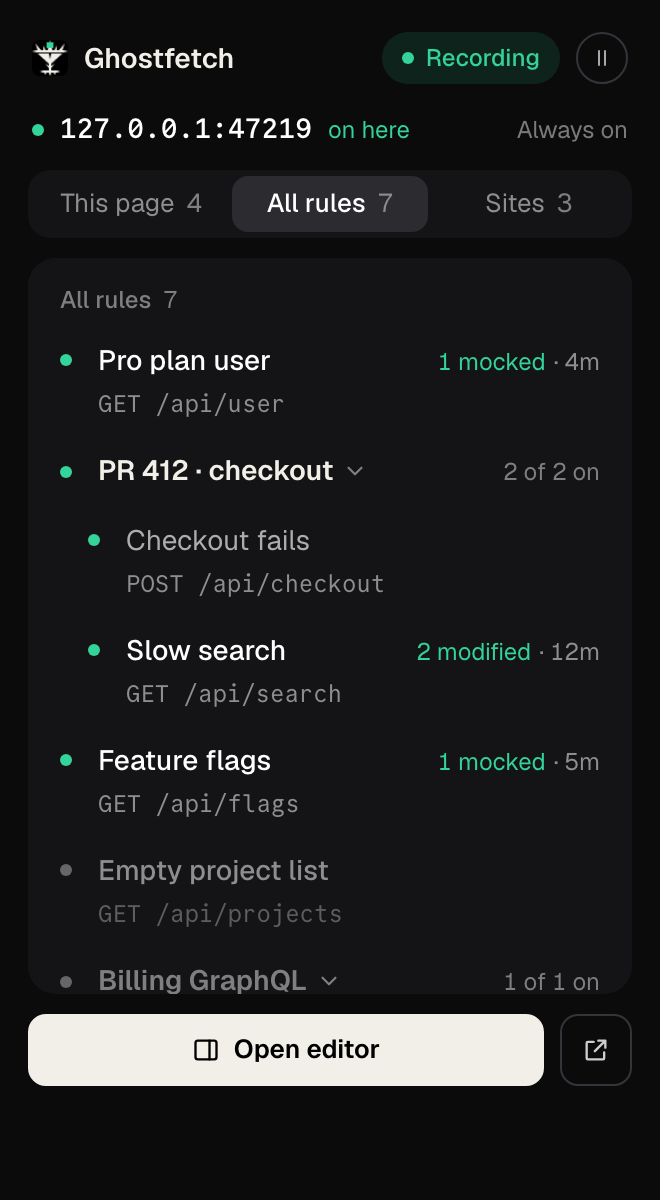 Ghostfetch
Recording
127.0.0.1:47219 on here Always on
This page 4 All rules 7 Sites 3
All rules 7
Pro plan user 1 mocked · 4m
GET /api/user
PR 412 · checkout 2 of 2 on
Checkout fails
POST /api/checkout
Slow search 2 modified · 12m
GET /api/search
Feature flags 1 mocked · 5m
GET /api/flags
Empty project list
GET /api/projects
Billing GraphQL 1 of 1 on
Open editor